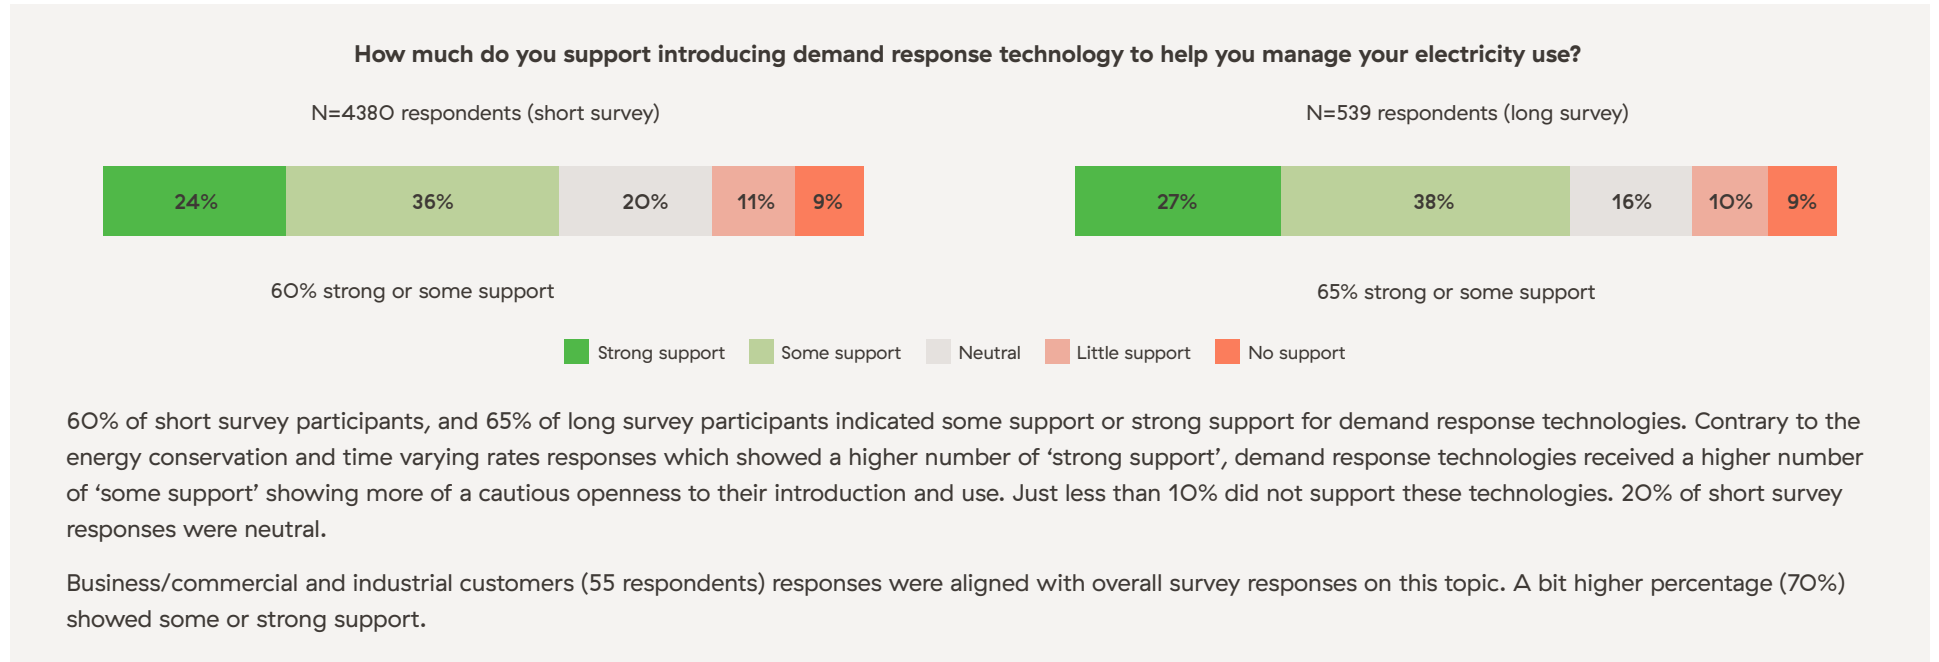 How much do you support introducing demand response technology to help you manage your electricity use?
N=4380 respondents (short survey)
N=539 respondents (long survey)
24% 36% 20% 11% 9%
27% 38% 16% 10% 9%
60% strong or some support
65% strong or some support
Strong support Some support Neutral Little support No support
60% of short survey participants, and 65% of long survey participants indicated some support or strong support for demand response technologies. Contrary to the
energy conservation and time varying rates responses which showed a higher number of ‘strong support’, demand response technologies received a higher number
of ‘some support’ showing more of a cautious openness to their introduction and use. Just less than 10% did not support these technologies. 20% of short survey
responses were neutral.
Business/commercial and industrial customers (55 respondents) responses were aligned with overall survey responses on this topic. A bit higher percentage (70%)
showed some or strong support.